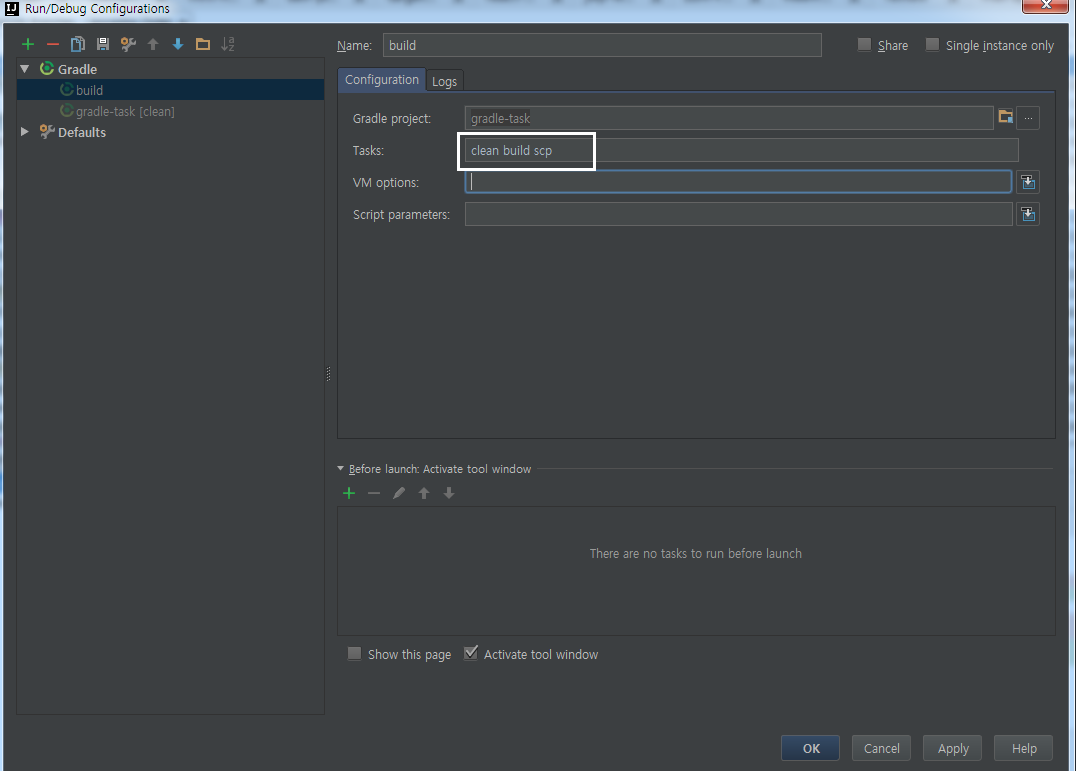 Run/Debug Configurations
Name: build Share Single instance only
Gradle
build
gradle-task [clean]
Defaults
Configuration Logs
Gradle project: gradle-task ...
Tasks: clean build scp
VM options:
Script parameters:
Before launch: Activate tool window
There are no tasks to run before launch
Show this page Activate tool window
OK Cancel Apply Help